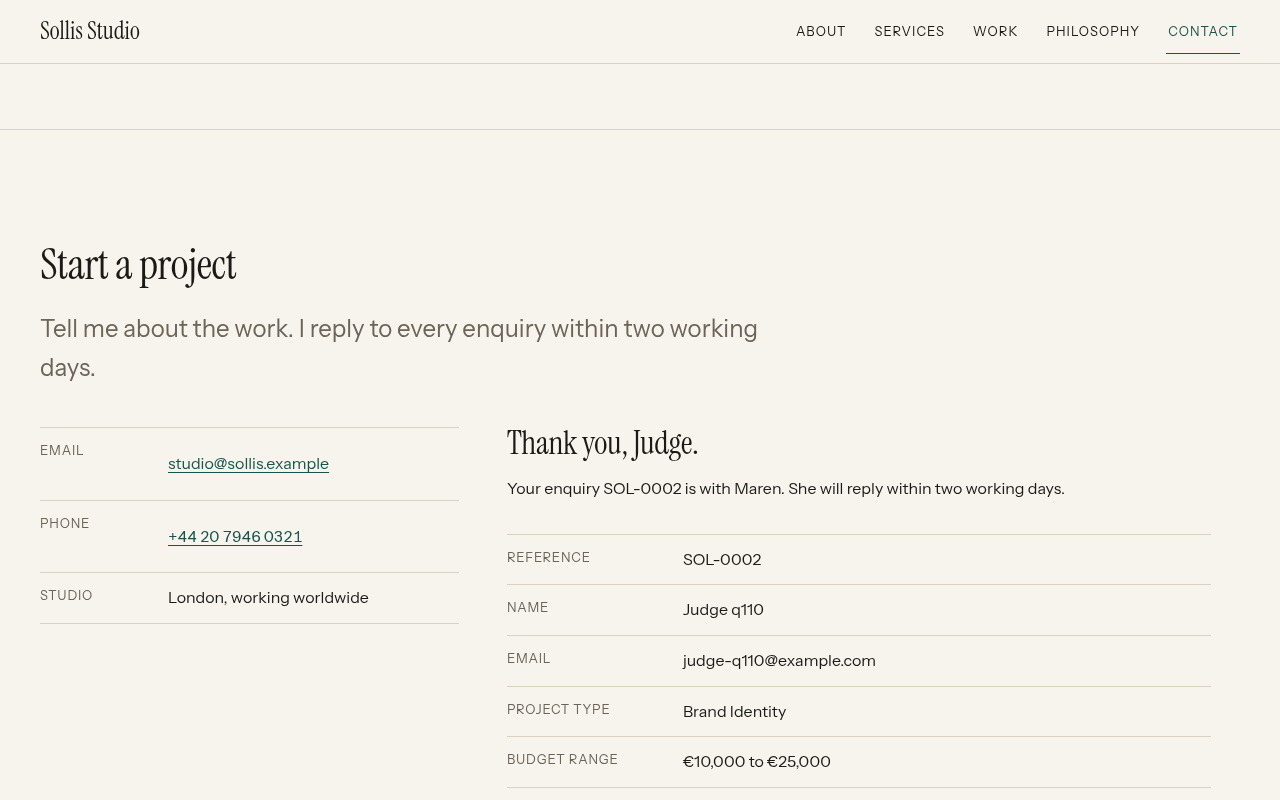 Sollis Studio
ABOUT SERVICES WORK PHILOSOPHY CONTACT
Start a project
Tell me about the work. I reply to every enquiry within two working
days.
EMAIL
studio@sollis.example
PHONE
+44 20 7946 0321
STUDIO
London, working worldwide
Thank you, Judge.
Your enquiry SOL-0002 is with Maren. She will reply within two working days.
REFERENCE
SOL-0002
NAME
Judge q110
EMAIL
judge-q110@example.com
PROJECT TYPE
Brand Identity
BUDGET RANGE
€10,000 to €25,000